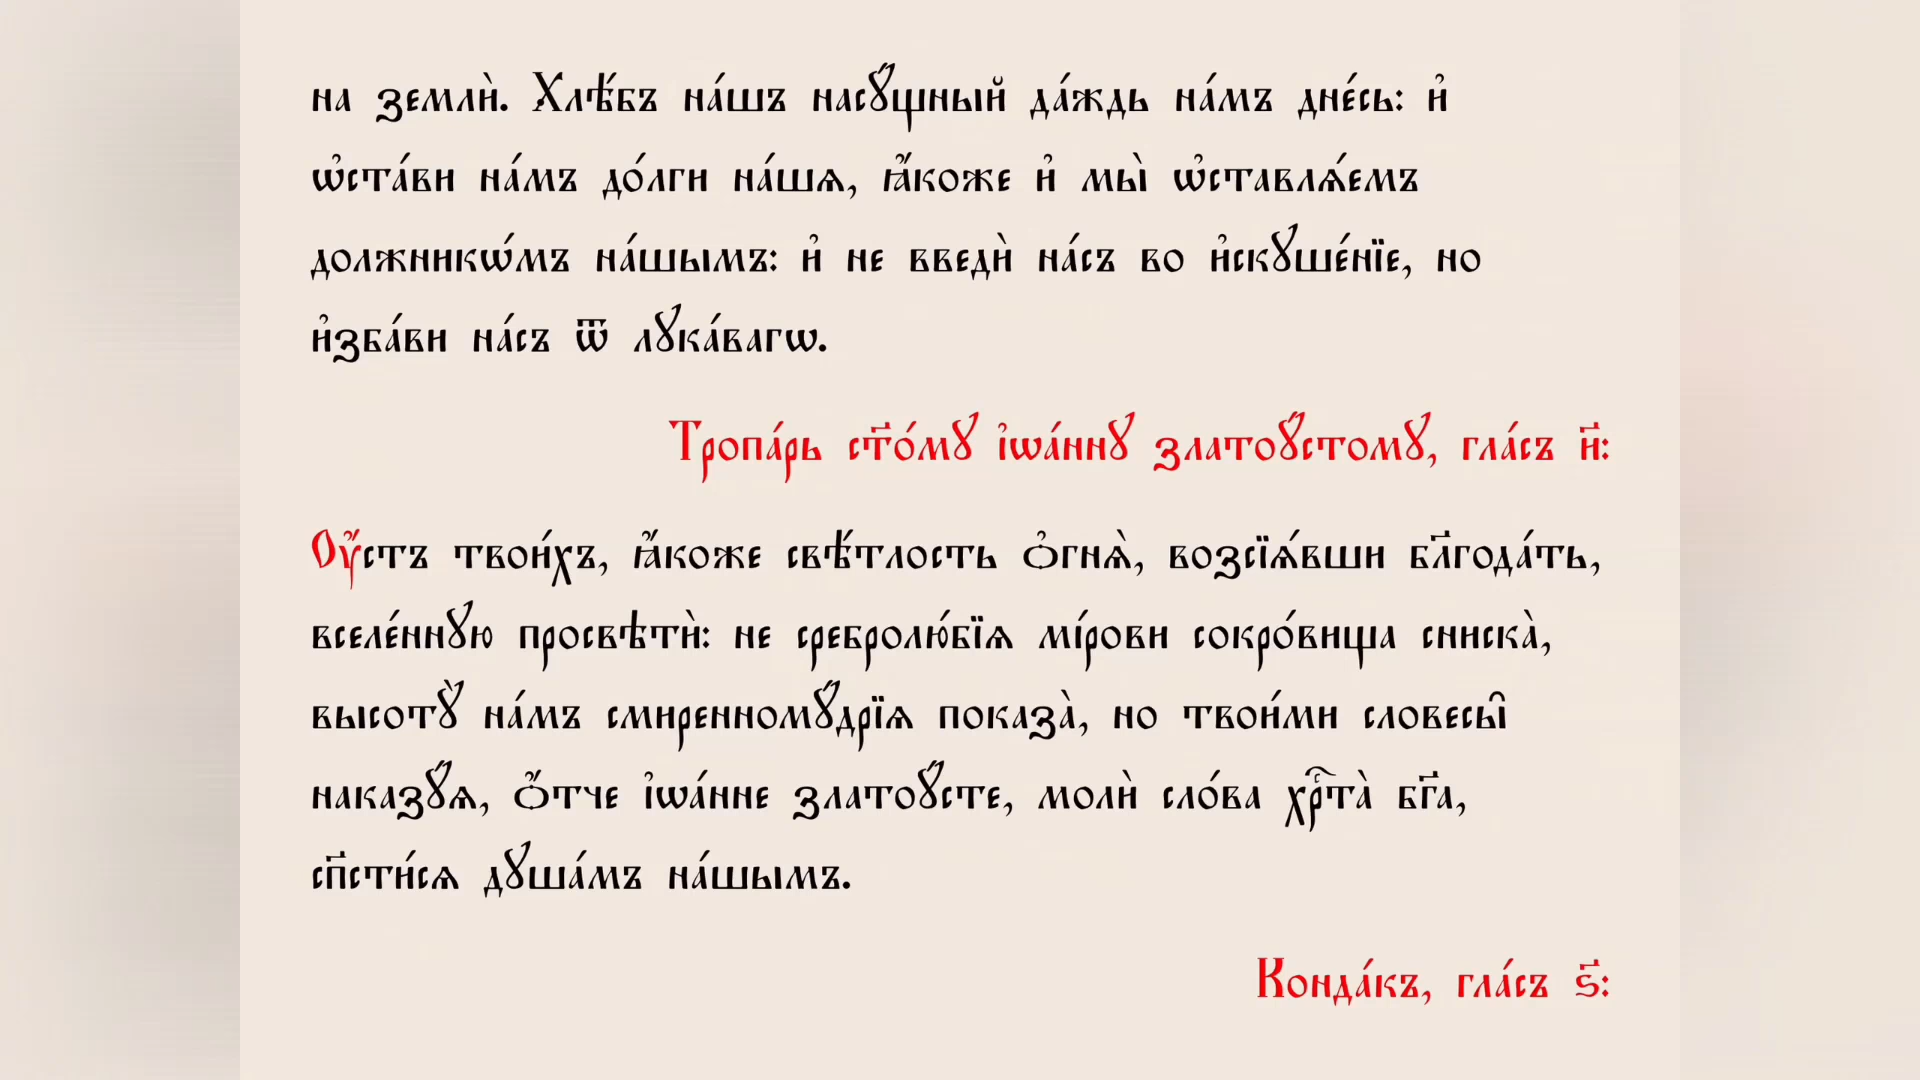 на землѝ. Хлѣ́бъ на́шъ насꙋ́щный да́ждь на́мъ дне́сь: и҆
ѡ҆ста́ви на́мъ до́лги на́шѧ, ꙗ҆́коже и҆ мы̀ ѡ҆ставлѧ́емъ
должникѡ́мъ на́шымъ: и҆ не введѝ на́съ во и҆скꙋше́нїе, но
и҆зба́ви на́съ ѿ лꙋка́вагѡ.
Тропа́рь ст҃о́мꙋ і҆ѡа́ннꙋ златоꙋ́стомꙋ, гла́съ и҃:
Оу҆́стъ твои́хъ, ꙗ҆́коже свѣ́тлость ѻ҆гнѧ̀, возсїѧ́вши бл҃года́ть,
вселе́ннꙋю просвѣтѝ: не сребролю́бїѧ мі́рови сокро́вища сниска̀,
высотꙋ̀ на́мъ смиренномꙋ́дрїѧ показа̀, но твои́ми словесы̑
наказꙋ́ѧ, ѻ҆́тче і҆ѡа́нне златоꙋ́сте, молѝ сло́ва хрⷭ҇та̀ бг҃а,
сп҃сти́сѧ дꙋша́мъ на́шымъ.
Конда́къ, гла́съ ѕ҃: